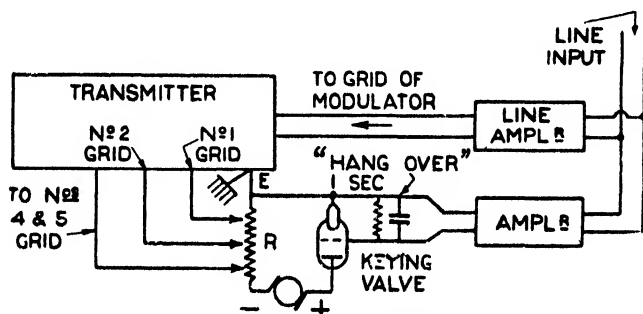 LINE
INPUT
TRANSMITTER
TO GRID OF
MODULATOR
LINE
AMPLR
Nº2
GRID
Nº1
GRID
TO Nos
4 & 5
GRID
E
R
"HANG OVER"
1 SEC
AMPLR
KEYING
VALVE
- +